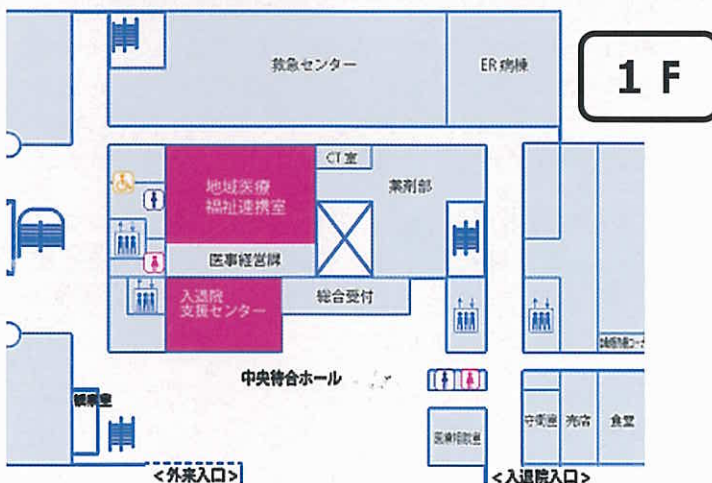 救急センター
ER病棟
1 F
CT室
薬剤部
地域医療
福祉連携室
医事経営課
入退院
支援センター
総合受付
中央待合ホール
医療相談室
守衛室
売店
食堂
<外来入口>
<入退院入口>